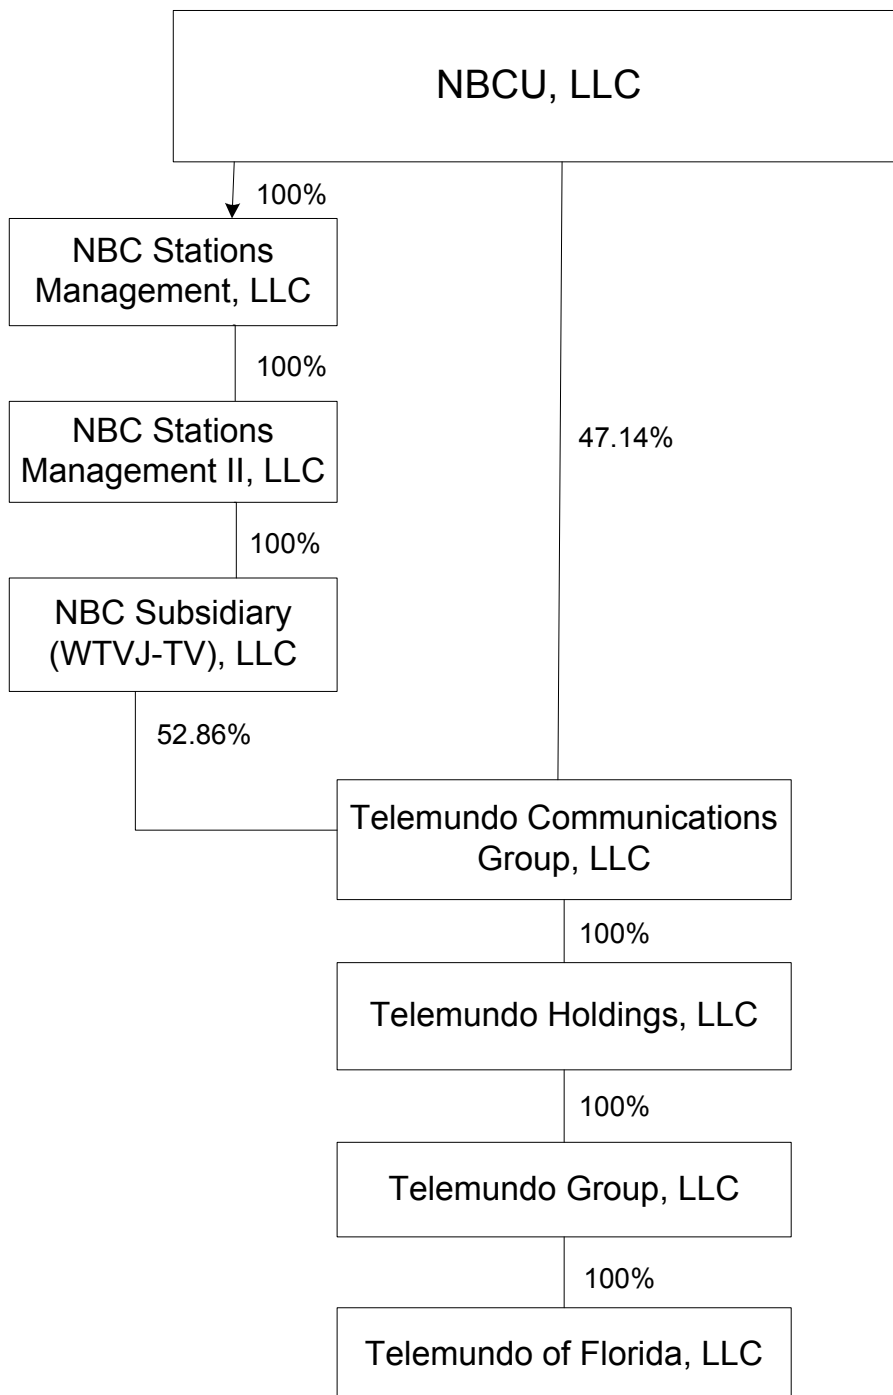 NBCU, LLC
100%
NBC Stations
Management, LLC
100%
NBC Stations
Management II, LLC
47.14%
100%
NBC Subsidiary
(WTVJ-TV), LLC
52.86%
Telemundo Communications
Group, LLC
100%
Telemundo Holdings, LLC
100%
Telemundo Group, LLC
100%
Telemundo of Florida, LLC